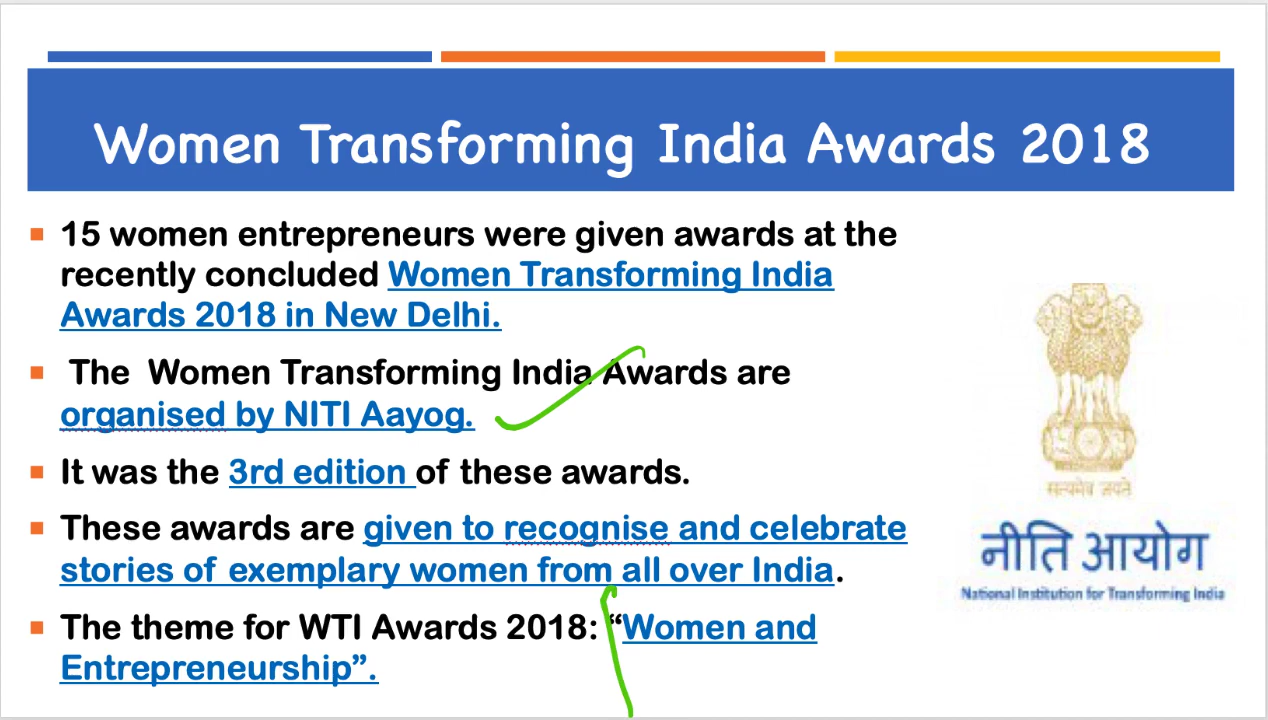 Women Transforming India Awards 2018
15 women entrepreneurs were given awards at the
recently concluded Women Transforming India
Awards 2018 in New Delhi.
The Women Transforming India Awards are
organised by NITI Aayog.
It was the 3rd edition of these awards.
These awards are given to recognise and celebrate
stories of exemplary women from all over India.
The theme for WTI Awards 2018: “Women and
Entrepreneurship”.
सत्यमेव जयते
नीति आयोग
National Institution for Transforming India